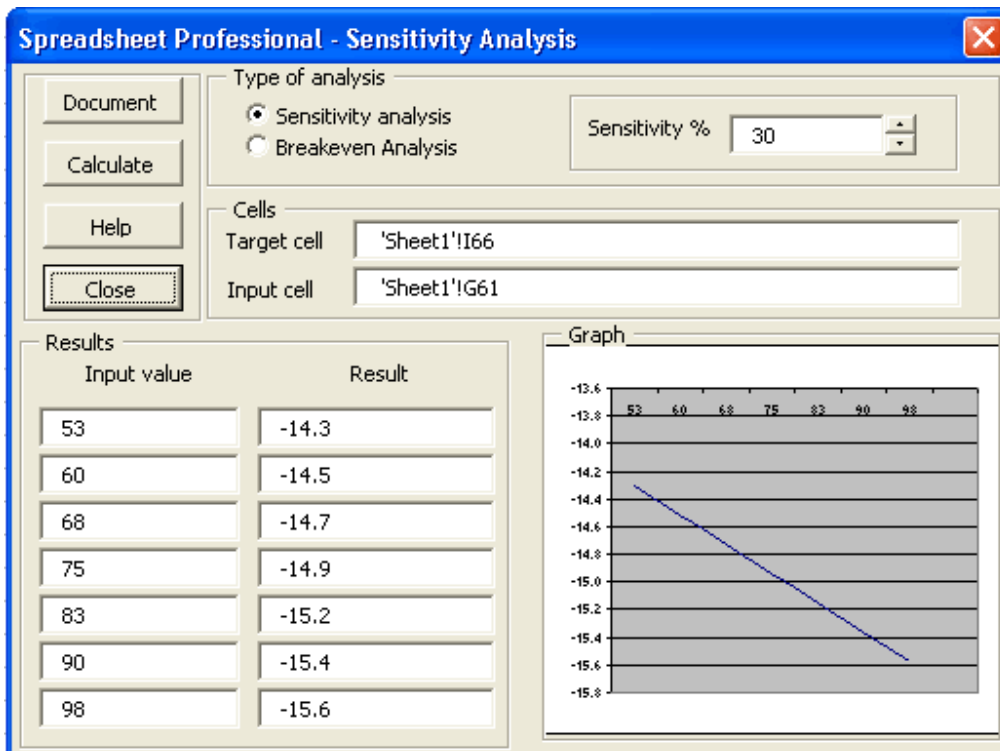 Spreadsheet Professional - Sensitivity Analysis
Document
Calculate
Help
Close
Type of analysis
Sensitivity analysis
Breakeven Analysis
Sensitivity % 30
Cells
Target cell 'Sheet1'!I66
Input cell 'Sheet1'!G61
Results
Input value Result
53 -14.3
60 -14.5
68 -14.7
75 -14.9
83 -15.2
90 -15.4
98 -15.6
Graph
-13.6
-13.8
53 60 68 75 83 90 98
-14.0
-14.2
-14.4
-14.6
-14.8
-15.0
-15.2
-15.4
-15.6
-15.8